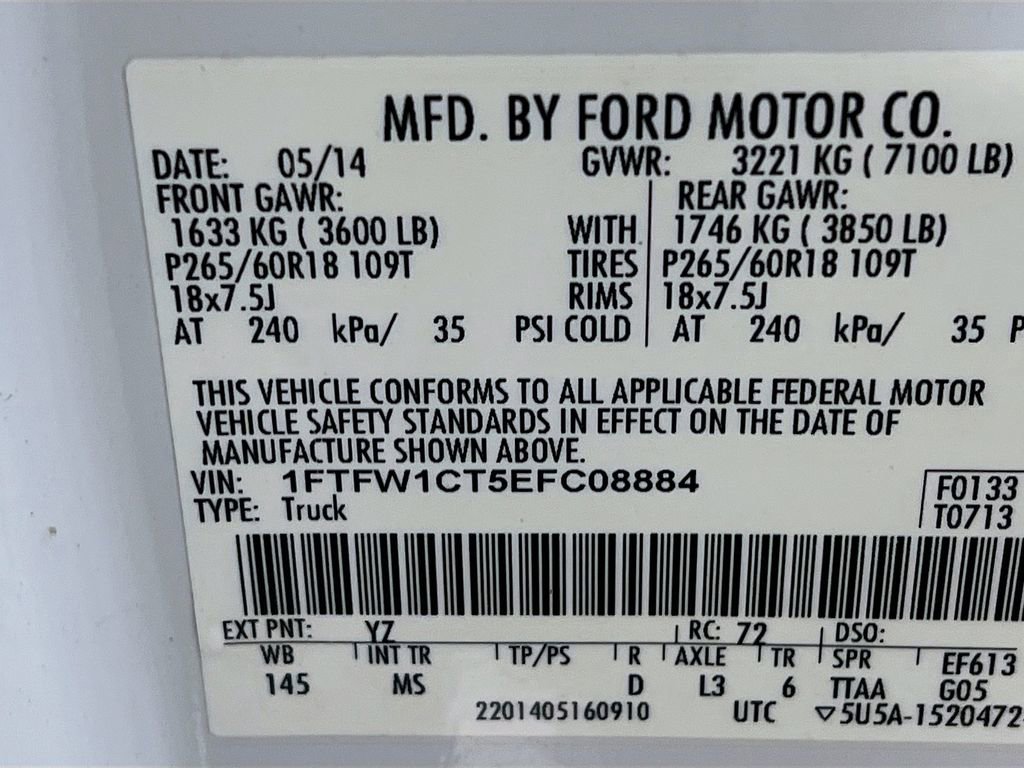 MFD. BY FORD MOTOR CO.
DATE: 05/14 GVWR: 3221 KG ( 7100 LB)
FRONT GAWR: REAR GAWR:
1633 KG ( 3600 LB) WITH 1746 KG ( 3850 LB)
P265/60R18 109T TIRES P265/60R18 109T
18x7.5J RIMS 18x7.5J
AT 240 kPa/ 35 PSI COLD AT 240 kPa/ 35 P
THIS VEHICLE CONFORMS TO ALL APPLICABLE FEDERAL MOTOR
VEHICLE SAFETY STANDARDS IN EFFECT ON THE DATE OF
MANUFACTURE SHOWN ABOVE.
VIN: 1FTFW1CT5EFC08884 F0133
TYPE: Truck T0713
EXT PNT: YZ RC: 72 DSO:
WB INT TR TP/PS R AXLE TR SPR EF613
145 MS D L3 6 TTAA G05
2201405160910 UTC ▽5U5A-1520472-